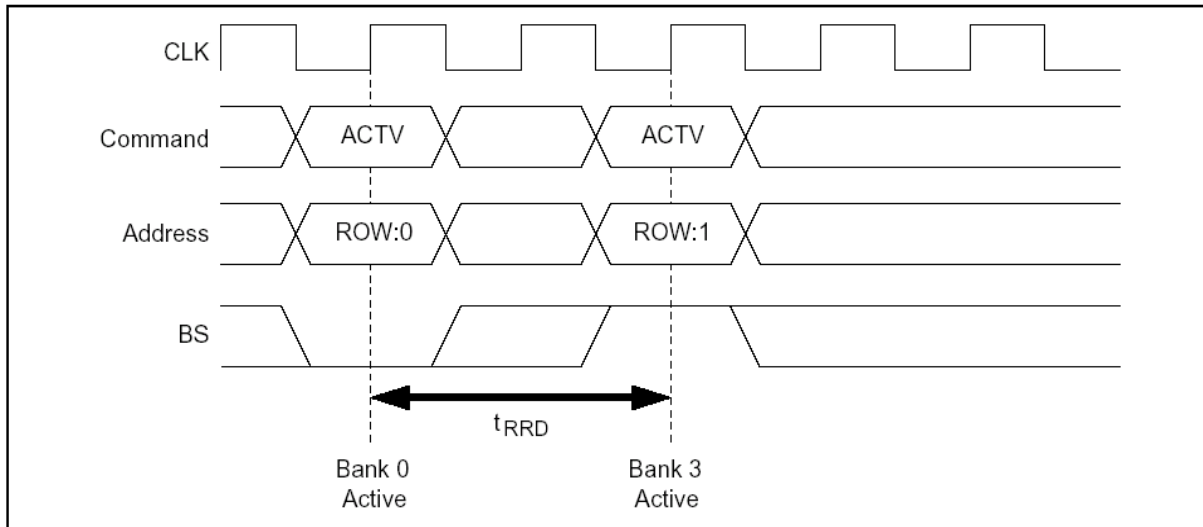 CLK
Command
ACTV
ACTV
Address
ROW:0
ROW:1
BS
tRRD
Bank 0
Active
Bank 3
Active